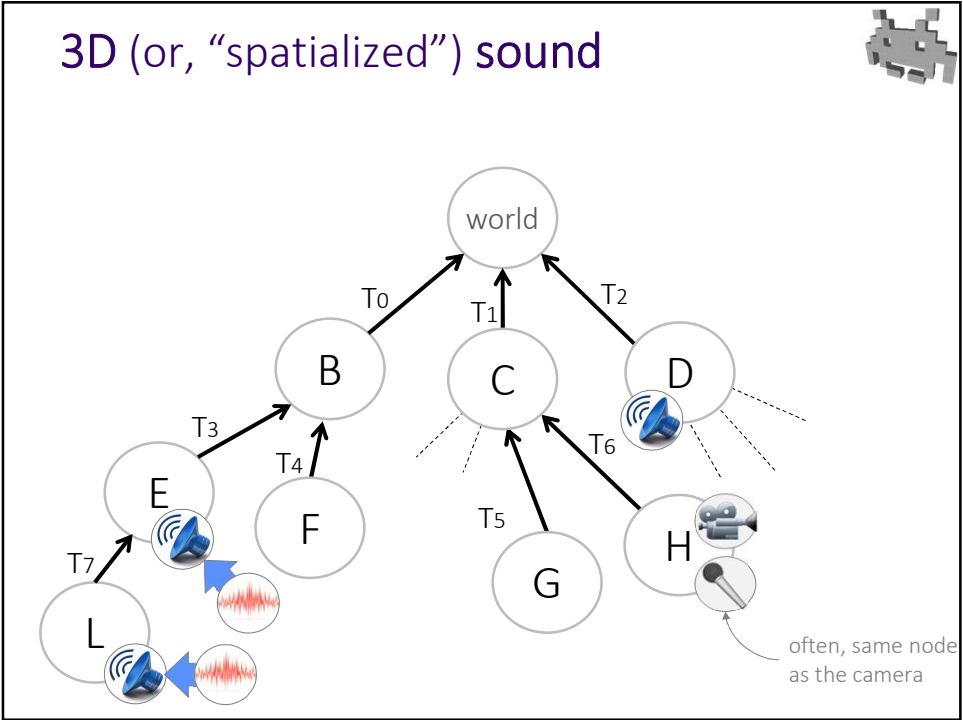 3D (or, “spatialized”) sound
world
T0
T1
T2
B
C
D
T3
T4
T6
E
F
T5
H
G
T7
L
often, same node
as the camera